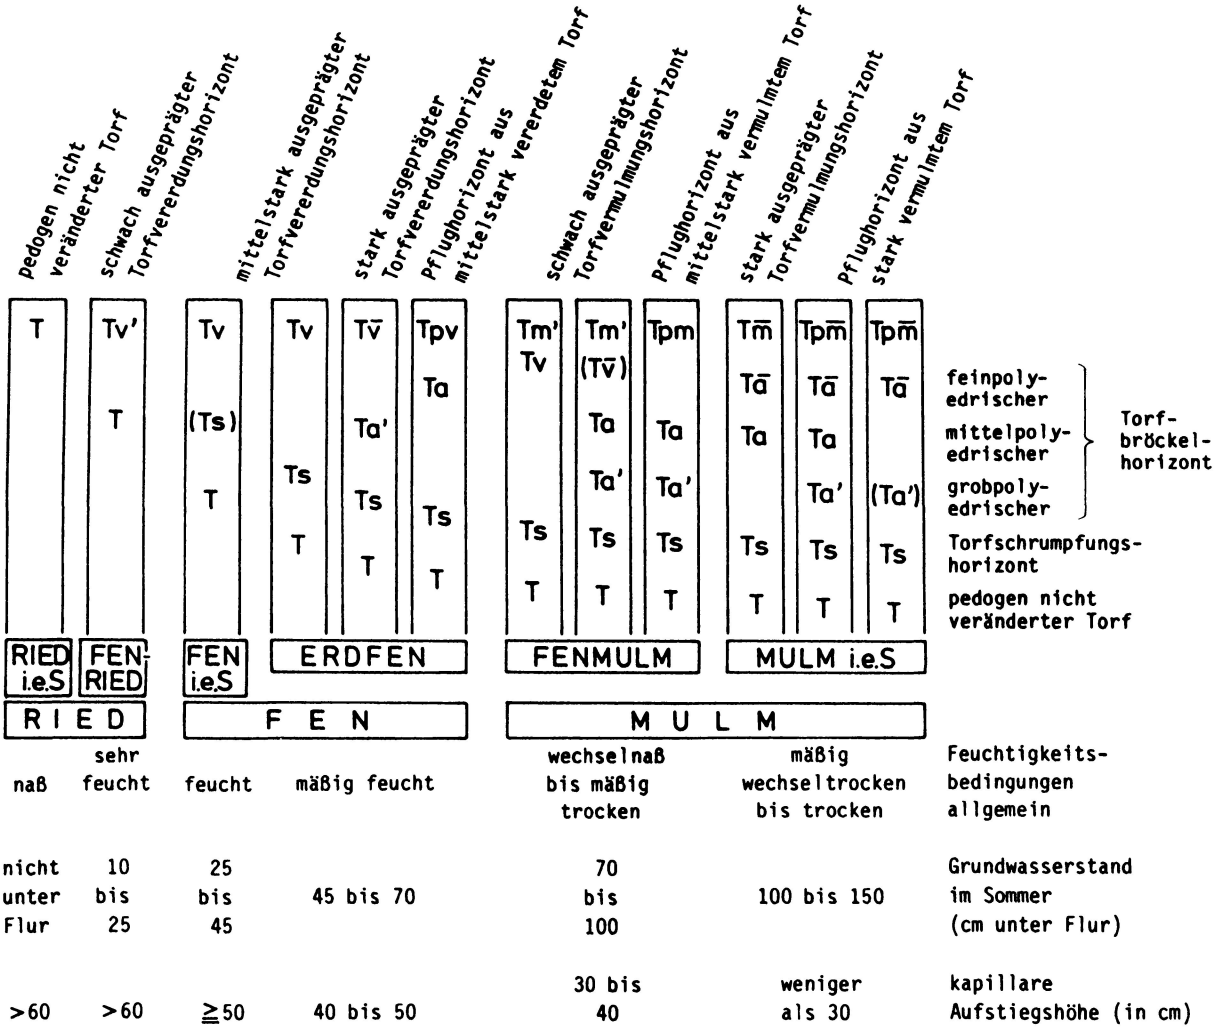 pedogen nicht
veränderter Torf
schwach ausgeprägter
Torfvererdungshorizont
mittelstark ausgeprägter
Torfvererdungshorizont
stark ausgeprägter
Torfvererdungshorizont
Pflughorizont aus
mittelstark vererdetem Torf
schwach ausgeprägter
Torfvermulmungshorizont
Pflughorizont aus
mittelstark vermulmtem Torf
stark ausgeprägter
Torfvermulmungshorizont
Pflughorizont aus
stark vermulmtem Torf
T Tv' Tv Tv Tv̄ Tpv Tm' Tm' Tpm Tm̄ Tpm̄ Tpm̄
Tv (Tv̄)
Ta Tā Tā Tā
feinpoly-
edrischer
T (Ts) Ta' Ta Ta Ta Ta
mittelpoly-
edrischer
Torf-
bröckel-
horizont
Ts Ta' Ta' Ta' (Ta')
T Ts Ts
grobpoly-
edrischer
T Ts Ts Ts Ts Ts Ts
Torfschrumpfungs-
horizont
T T T T T T T T
pedogen nicht
veränderter Torf
RIED i.e.S
FEN-RIED
FEN i.e.S
ERDFEN
FENMULM
MULM i.e.S
RIED FEN MULM
sehr wechselnaß mäßig Feuchtigkeits-
naß feucht feucht mäßig feucht bis mäßig wechseltrocken bedingungen
trocken bis trocken allgemein
nicht 10 25 70 Grundwasserstand
unter bis bis 45 bis 70 bis 100 bis 150 im Sommer
Flur 25 45 100 (cm unter Flur)
30 bis weniger kapillare
>60 >60 ≧50 40 bis 50 40 als 30 Aufstiegshöhe (in cm)